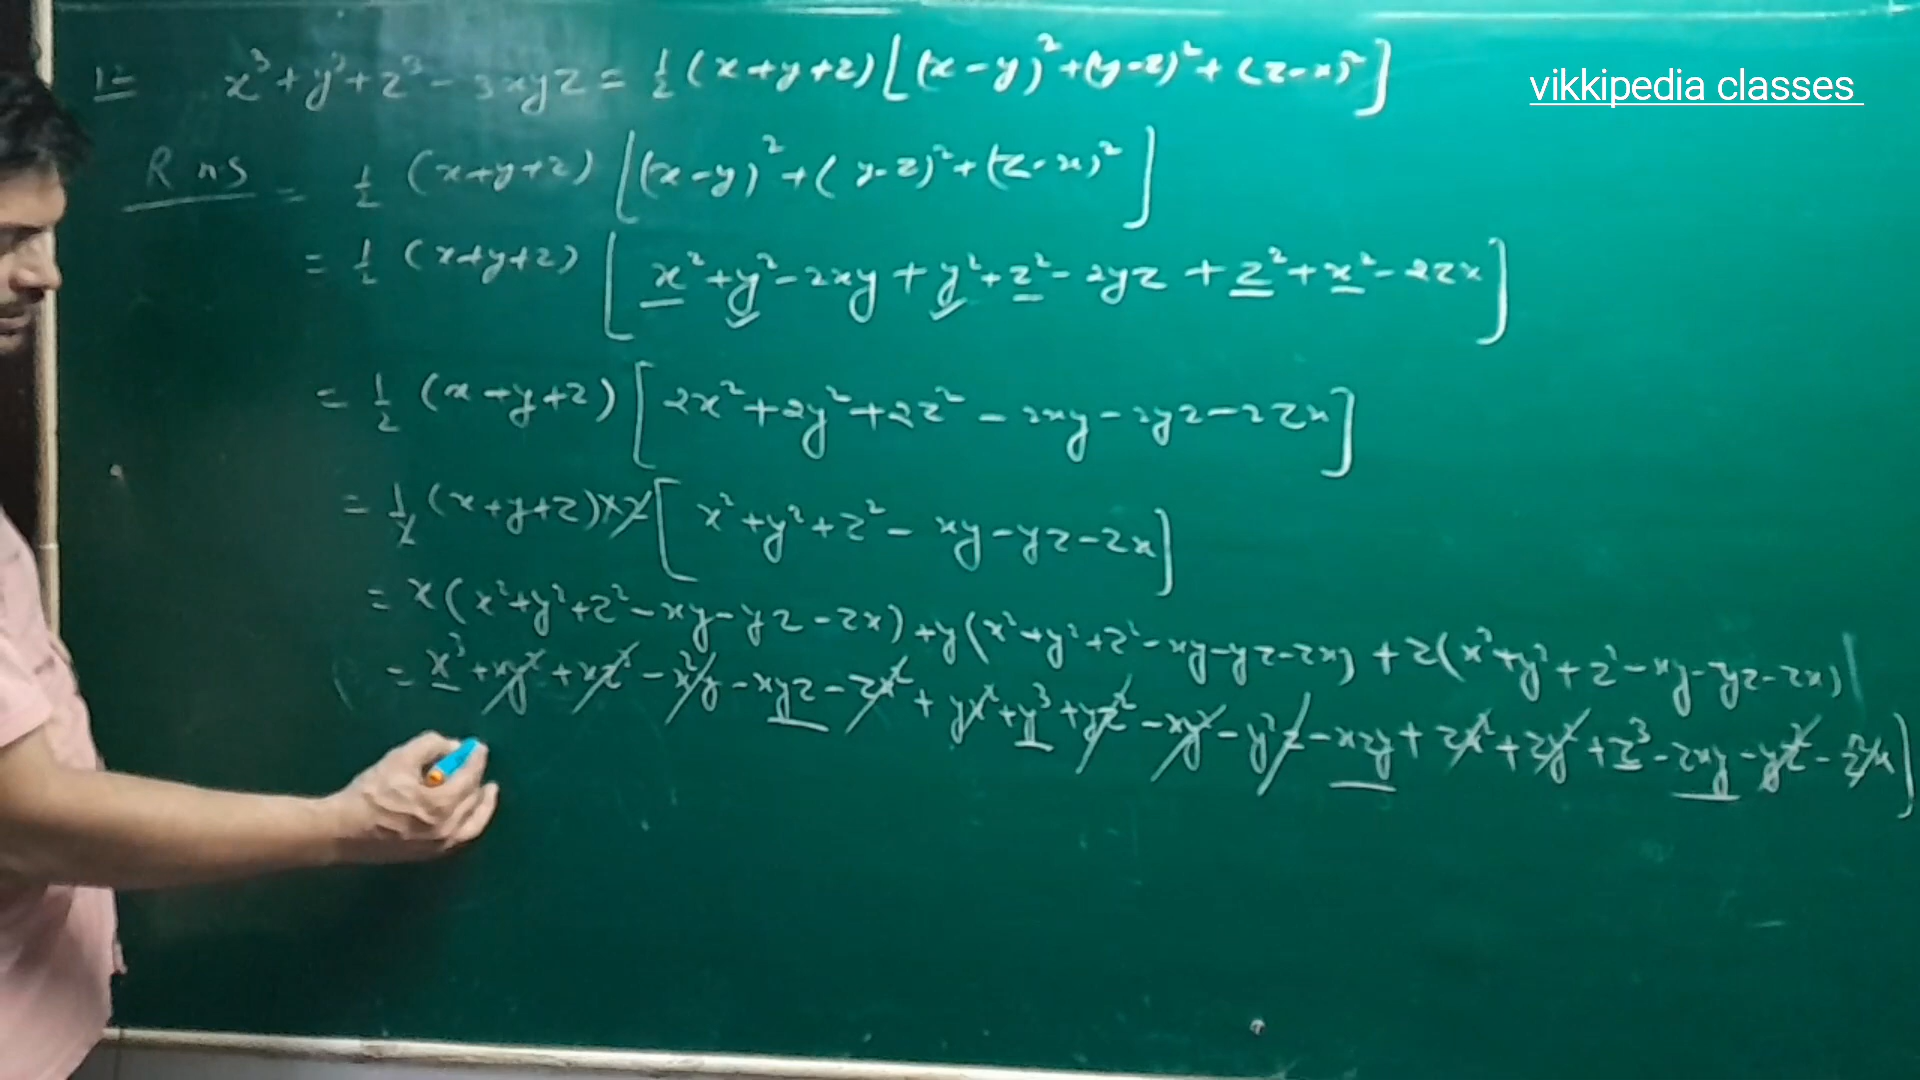 vikkipedia classes
1= x³+y³+z³-3xyz = 1/2 (x+y+z) [(x-y)²+(y-z)²+(z-x)²]
R H S = 1/2 (x+y+z) [(x-y)²+(y-z)²+(z-x)²]
= 1/2 (x+y+z) [x²+y²-2xy+y²+z²-2yz+z²+x²-2zx]
= 1/2 (x+y+z) [2x²+2y²+2z²-2xy-2yz-2zx]
= 1/2 (x+y+z)×2 [x²+y²+z²-xy-yz-zx]
= x(x²+y²+z²-xy-yz-zx)+y(x²+y²+z²-xy-yz-zx)+z(x²+y²+z²-xy-yz-zx)
= x³+xy²+xz²-x²y-xyz-zx²+yx²+y³+yz²-xy²-y²z-xzy+zx²+zy²+z³-zxy-yz²-z²x]